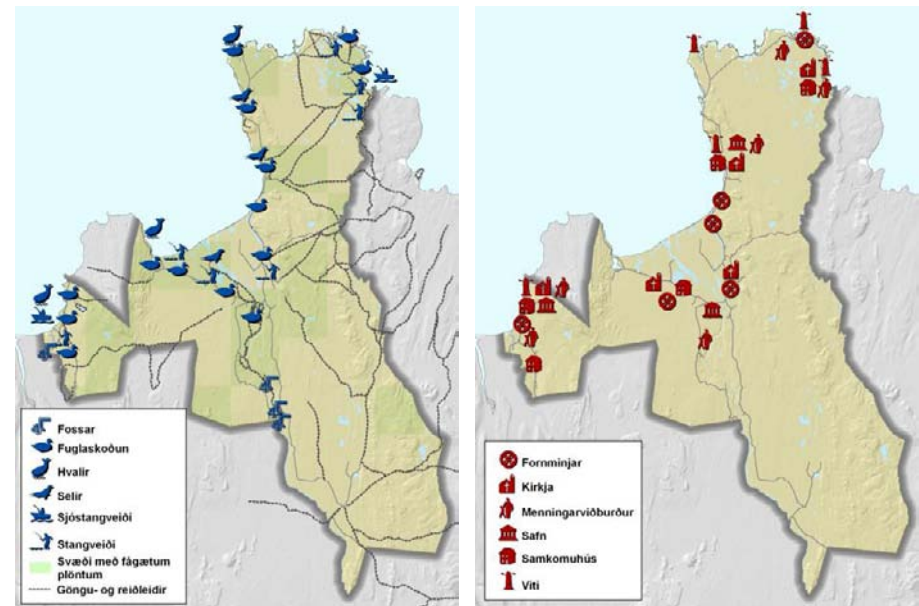 Fossar
Fuglaskoðun
Hvalir
Selir
Sjóstangveiði
Stangveiði
Svæði með fágætum
plöntum
Göngu- og reiðleiðir
Fornminjar
Kirkja
Menningarviðburður
Safn
Samkomuhús
Viti